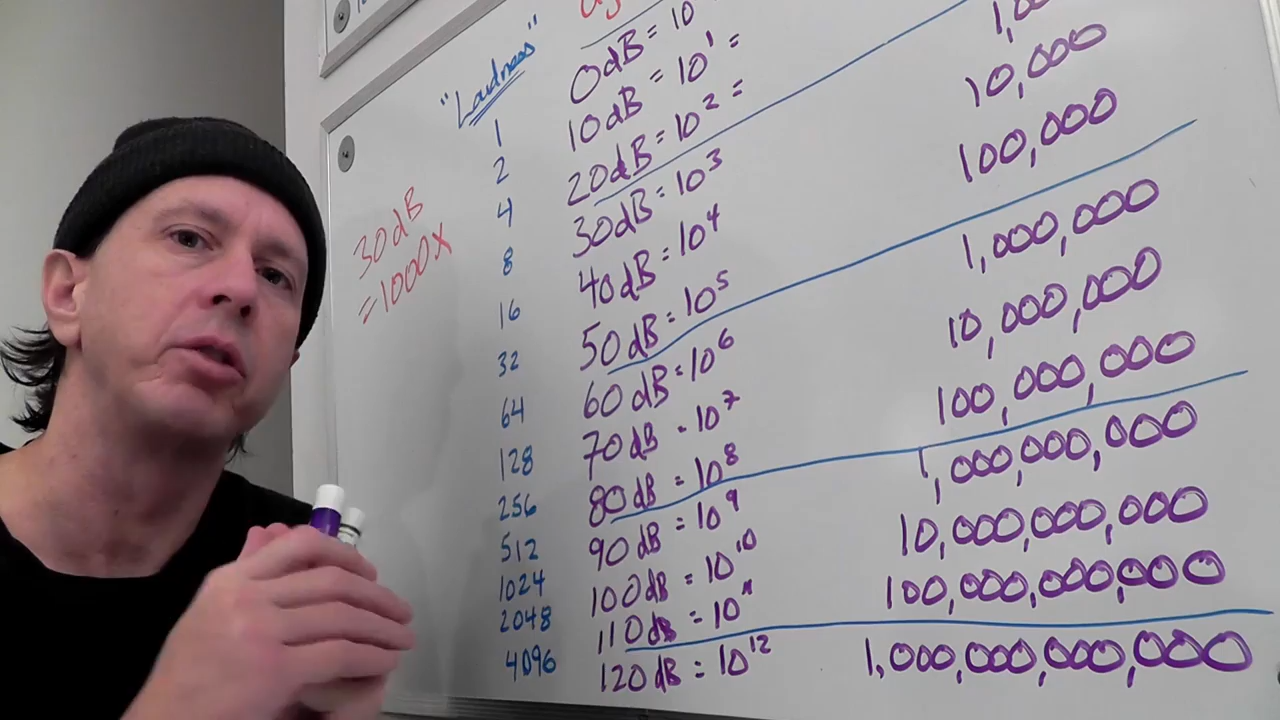 "Loudness"
1 0dB = 10
2 10dB = 10¹ =
4 20dB = 10² =
8 30dB = 10³
16 40dB = 10⁴ 10,000
32 50dB = 10⁵ 100,000
64 60dB = 10⁶ 1,000,000
128 70dB = 10⁷ 10,000,000
256 80dB = 10⁸ 100,000,000
512 90dB = 10⁹ 1,000,000,000
1024 100dB = 10¹⁰ 10,000,000,000
2048 110dB = 10¹¹ 100,000,000,000
4096 120dB = 10¹² 1,000,000,000,000
30dB
=1000x